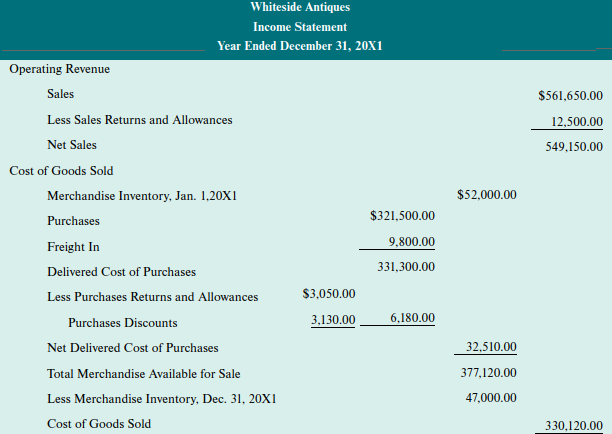 Whiteside Antiques
Income Statement
Year Ended December 31, 20X1
Operating Revenue
Sales $561,650.00
Less Sales Returns and Allowances 12,500.00
Net Sales 549,150.00
Cost of Goods Sold
Merchandise Inventory, Jan. 1,20X1 $52,000.00
Purchases $321,500.00
Freight In 9,800.00
Delivered Cost of Purchases 331,300.00
Less Purchases Returns and Allowances $3,050.00
Purchases Discounts 3,130.00 6,180.00
Net Delivered Cost of Purchases 32,510.00
Total Merchandise Available for Sale 377,120.00
Less Merchandise Inventory, Dec. 31, 20X1 47,000.00
Cost of Goods Sold 330,120.00